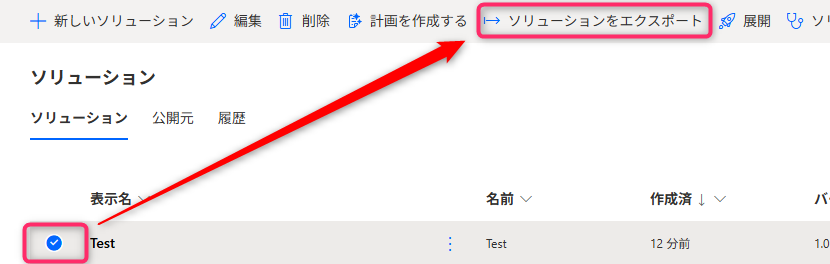 新しいソリューション 編集 削除 計画を作成する ソリューションをエクスポート 展開 ソリ
ソリューション
ソリューション 公開元 履歴
表示名 名前 作成済 バー
Test Test 12 分前 1.0